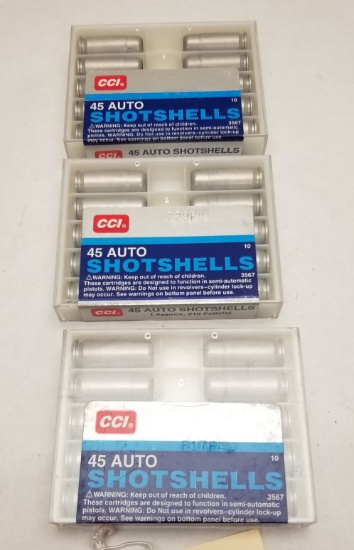 CCI.
45 AUTO
10
SHOTSHELLS
3567
⚠WARNING: Keep out of reach of children.
These cartridges are designed to function in semi-automatic
pistols. WARNING: Do Not use in revolvers-cylinder lock-up
may occur. See warnings on bottom panel before use.
45 AUTO SHOTSHELLS
CCI.
45 AUTO
10
SHOTSHELLS
3567
⚠WARNING: Keep out of reach of children.
These cartridges are designed to function in semi-automatic
pistols. WARNING: Do Not use in revolvers-cylinder lock-up
may occur. See warnings on bottom panel before use.
45 AUTO SHOTSHELLS
(Approx. 210 Pellets)
CCI.
45 AUTO
10
SHOTSHELLS
3567
⚠WARNING: Keep out of reach of children.
These cartridges are designed to function in semi-automatic
pistols. WARNING: Do Not use in revolvers-cylinder lock-up
may occur. See warnings on bottom panel before use.